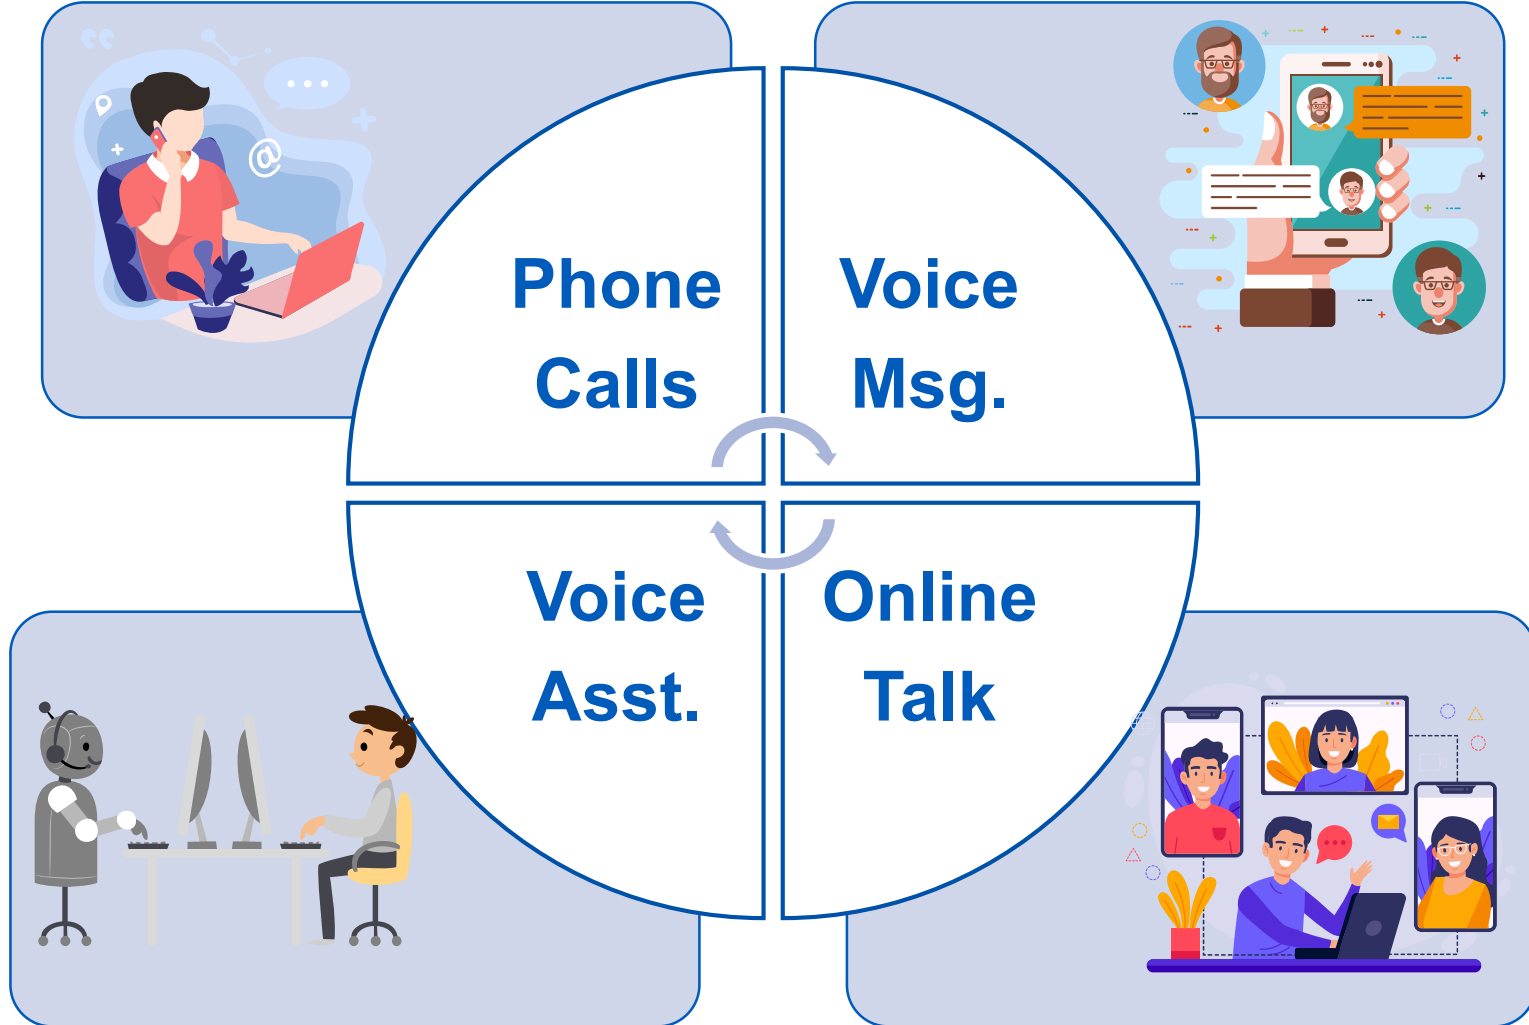 Phone
Calls
Voice
Msg.
Voice
Asst.
Online
Talk
@